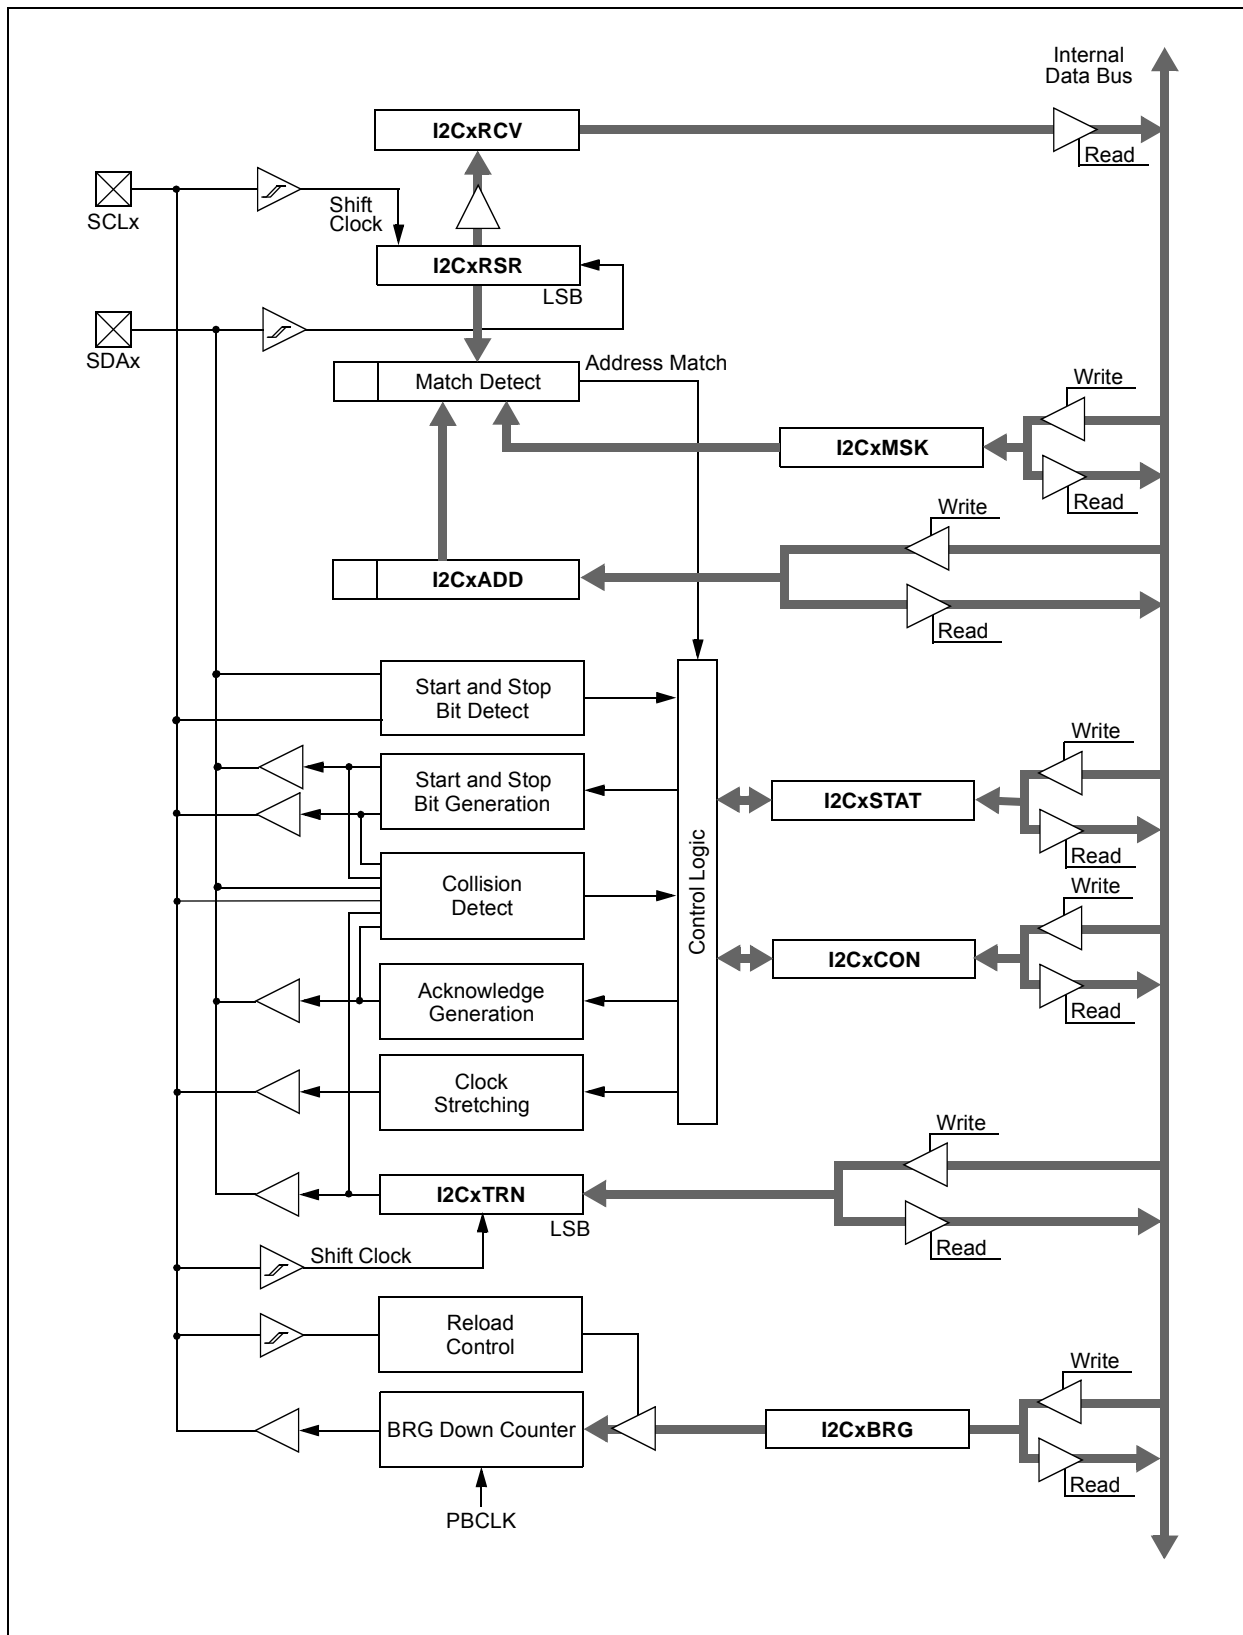 Internal
Data Bus
I2CxRCV
Read
SCLx
Shift
Clock
I2CxRSR
LSB
SDAx
Address Match
Match Detect
Write
I2CxMSK
Read
Write
I2CxADD
Read
Start and Stop
Bit Detect
Write
Start and Stop
Bit Generation
I2CxSTAT
Read
Control Logic
Collision
Detect
Write
I2CxCON
Read
Acknowledge
Generation
Clock
Stretching
Write
I2CxTRN
LSB
Read
Shift Clock
Reload
Control
Write
BRG Down Counter
I2CxBRG
Read
PBCLK